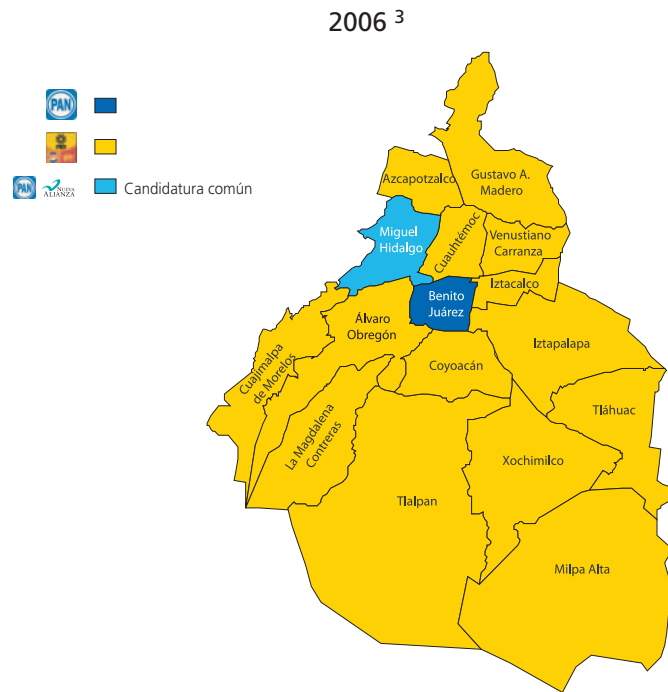 2006 3
PAN
PAN NUEVA
ALIANZA
Candidatura común
Azcapotzalco
Gustavo A.
Madero
Miguel
Hidalgo
Cuauhtémoc
Venustiano
Carranza
Iztacalco
Benito
Juárez
Álvaro
Obregón
Iztapalapa
Cuajimalpa
de Morelos
Coyoacán
Tláhuac
La Magdalena
Contreras
Xochimilco
Tlalpan
Milpa Alta